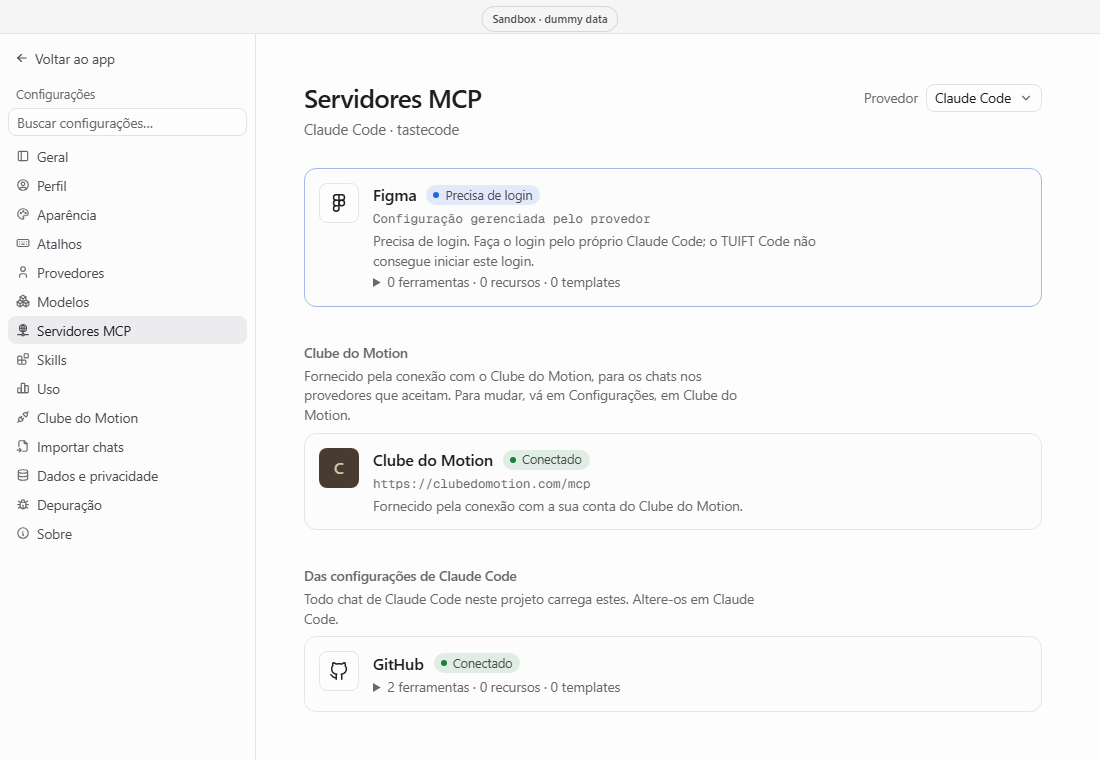 Sandbox · dummy data
Voltar ao app
Configurações
Buscar configurações...
Geral
Perfil
Aparência
Atalhos
Provedores
Modelos
Servidores MCP
Skills
Uso
Clube do Motion
Importar chats
Dados e privacidade
Depuração
Sobre
Servidores MCP
Claude Code · tastecode
Provedor
Claude Code
Figma
Precisa de login
Configuração gerenciada pelo provedor
Precisa de login. Faça o login pelo próprio Claude Code; o TUIFT Code não
consegue iniciar este login.
0 ferramentas · 0 recursos · 0 templates
Clube do Motion
Fornecido pela conexão com o Clube do Motion, para os chats nos
provedores que aceitam. Para mudar, vá em Configurações, em Clube do
Motion.
C
Clube do Motion
Conectado
https://clubedomotion.com/mcp
Fornecido pela conexão com a sua conta do Clube do Motion.
Das configurações de Claude Code
Todo chat de Claude Code neste projeto carrega estes. Altere-os em Claude
Code.
GitHub
Conectado
2 ferramentas · 0 recursos · 0 templates